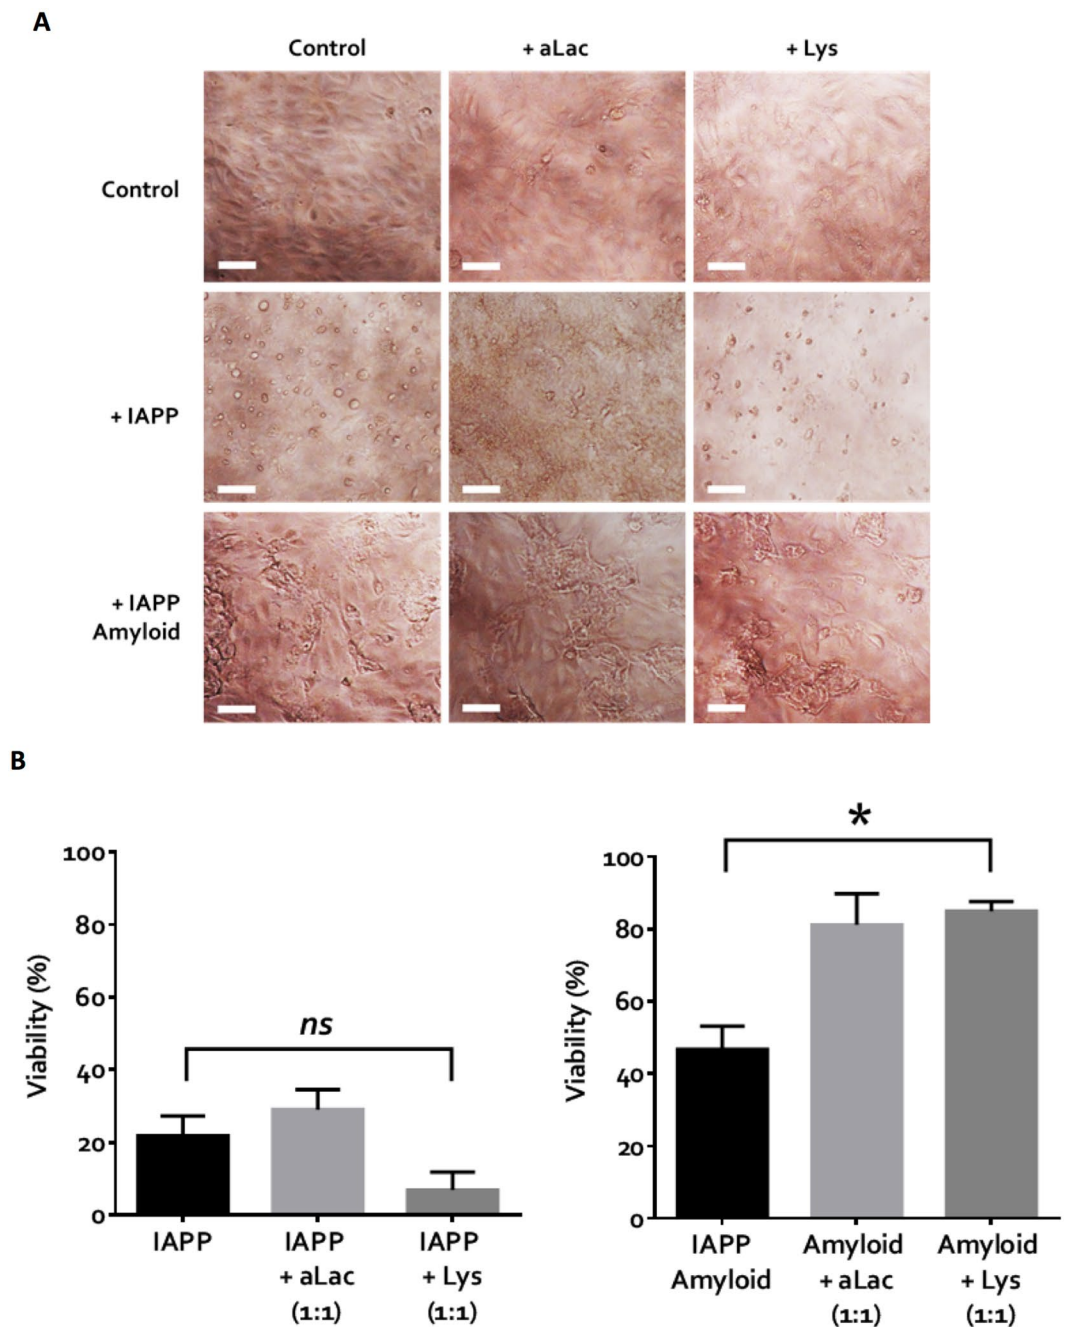 A
Control
+ aLac
+ Lys
Control
+ IAPP
+ IAPP
Amyloid
B
Viability (%)
100
80
60
40
20
0
ns
IAPP
IAPP
+ aLac
(1:1)
IAPP
+ Lys
(1:1)
Viability (%)
100
80
60
40
20
0
*
IAPP
Amyloid
Amyloid
+ aLac
(1:1)
Amyloid
+ Lys
(1:1)